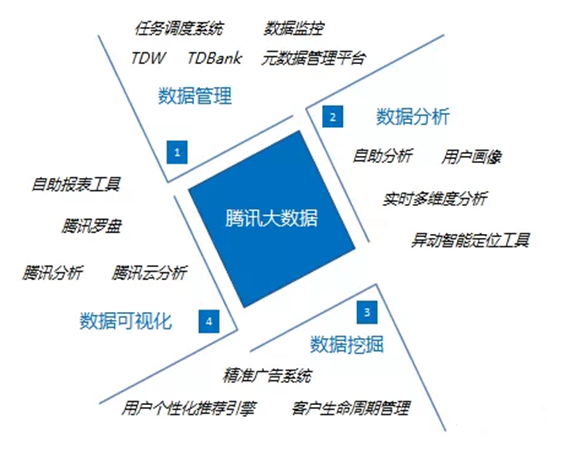 任务调度系统 数据监控
TDW TDBank 元数据管理平台
数据管理
1
2
数据分析
自助分析 用户画像
实时多维度分析
异动智能定位工具
腾讯大数据
自助报表工具
腾讯罗盘
腾讯分析 腾讯云分析
数据可视化
4
3
数据挖掘
精准广告系统
用户个性化推荐引擎 客户生命周期管理